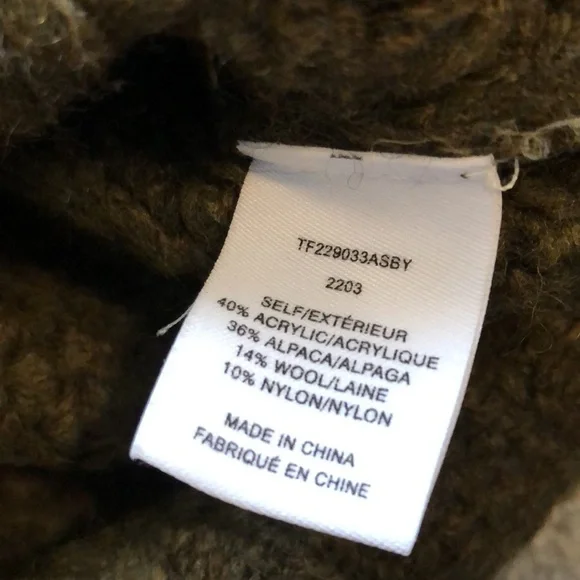 TF229033ASBY
2203
SELF/EXTÉRIEUR
40% ACRYLIC/ACRYLIQUE
36% ALPACA/ALPAGA
14% WOOL/LAINE
10% NYLON/NYLON
MADE IN CHINA
FABRIQUÉ EN CHINE